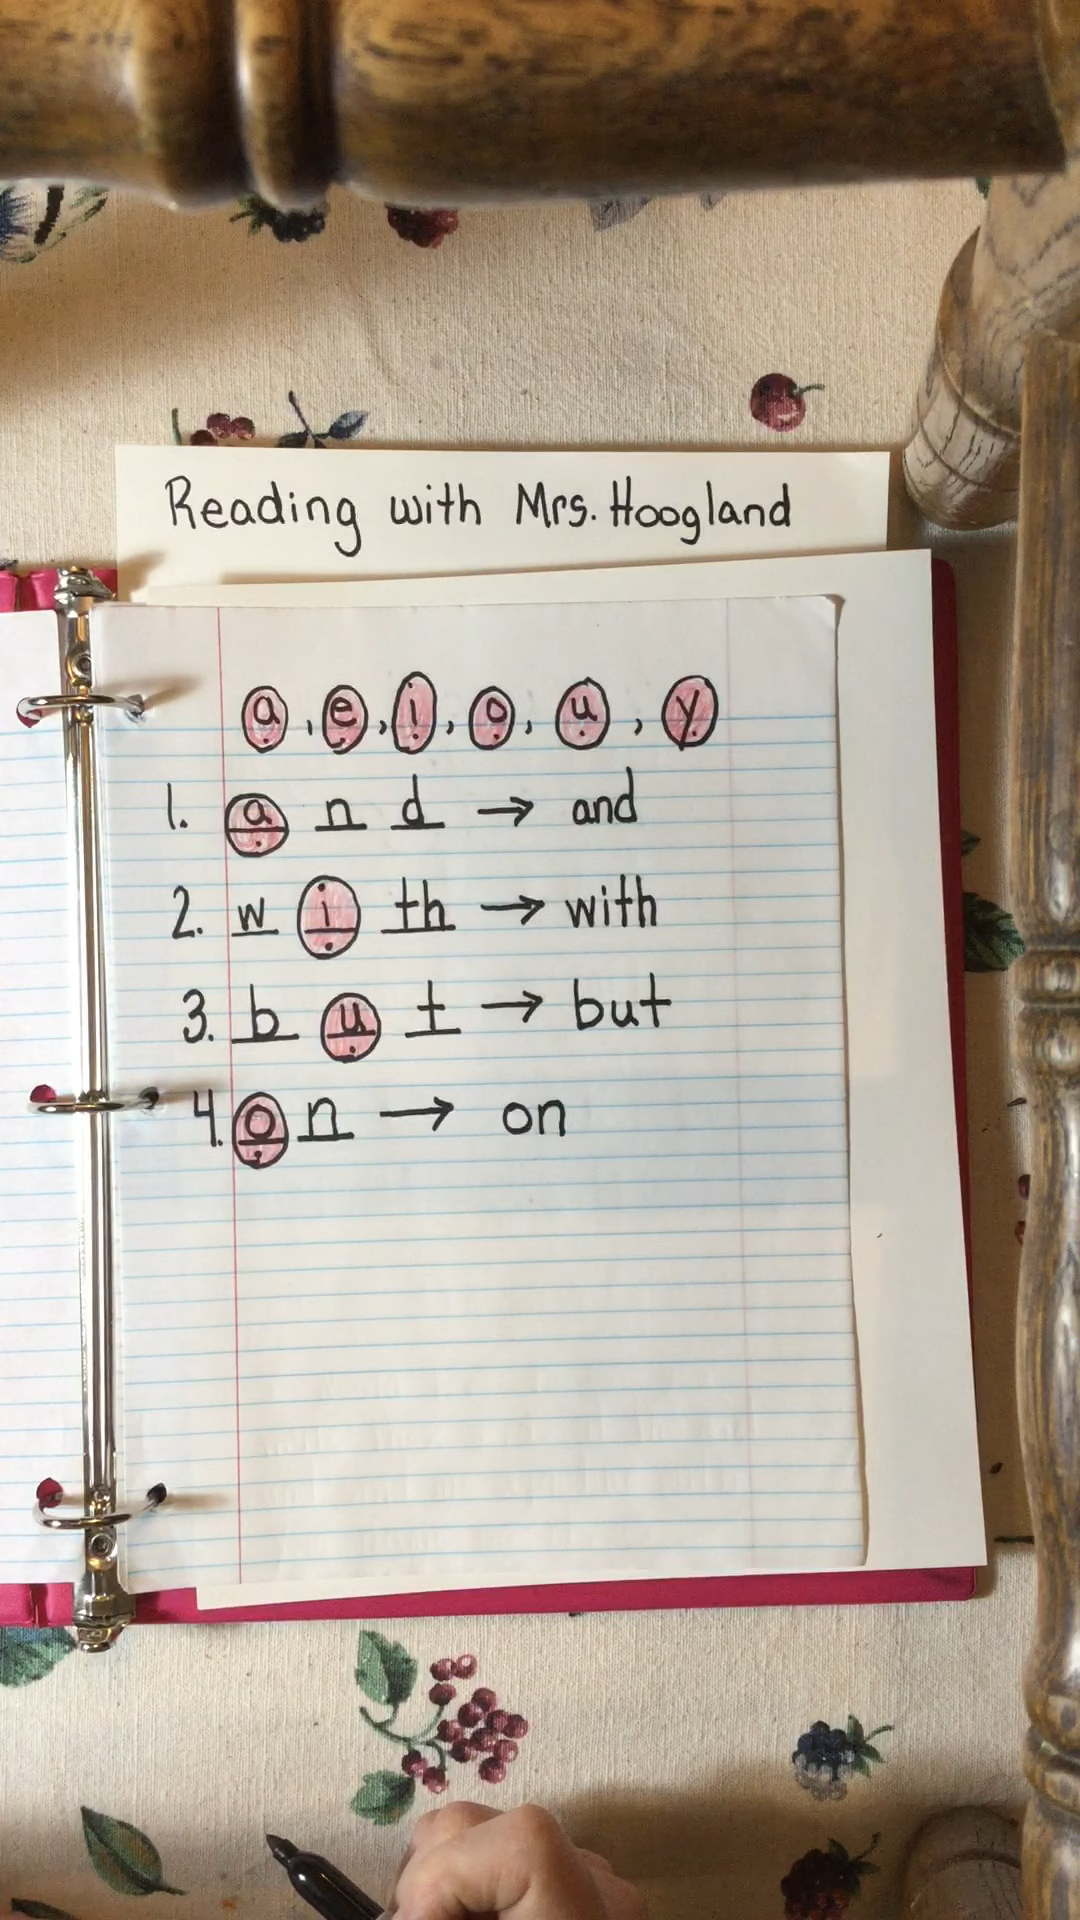 Reading with Mrs. Hoogland
a, e, i, o, u, y
1. a n d → and
2. w i th → with
3. b u t → but
4. o n → on